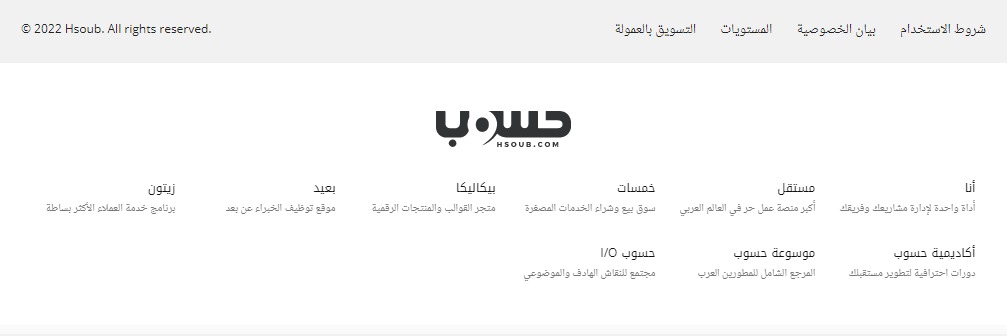 شروط الاستخدام
بيان الخصوصية
المستويات
التسويق بالعمولة
© 2022 Hsoub. All rights reserved.
حسوب
HSOUB.COM
أنا
أداة واحدة لإدارة مشاريعك وفريقك
مستقل
أكبر منصة عمل حر في العالم العربي
خمسات
سوق بيع وشراء الخدمات المصغرة
بيكاليكا
متجر القوالب والمنتجات الرقمية
بعيد
موقع توظيف الخبراء عن بعد
زيتون
برنامج خدمة العملاء الأكثر بساطة
أكاديمية حسوب
دورات احترافية لتطوير مستقبلك
موسوعة حسوب
المرجع الشامل للمطورين العرب
حسوب I/O
مجتمع للنقاش الهادف والموضوعي